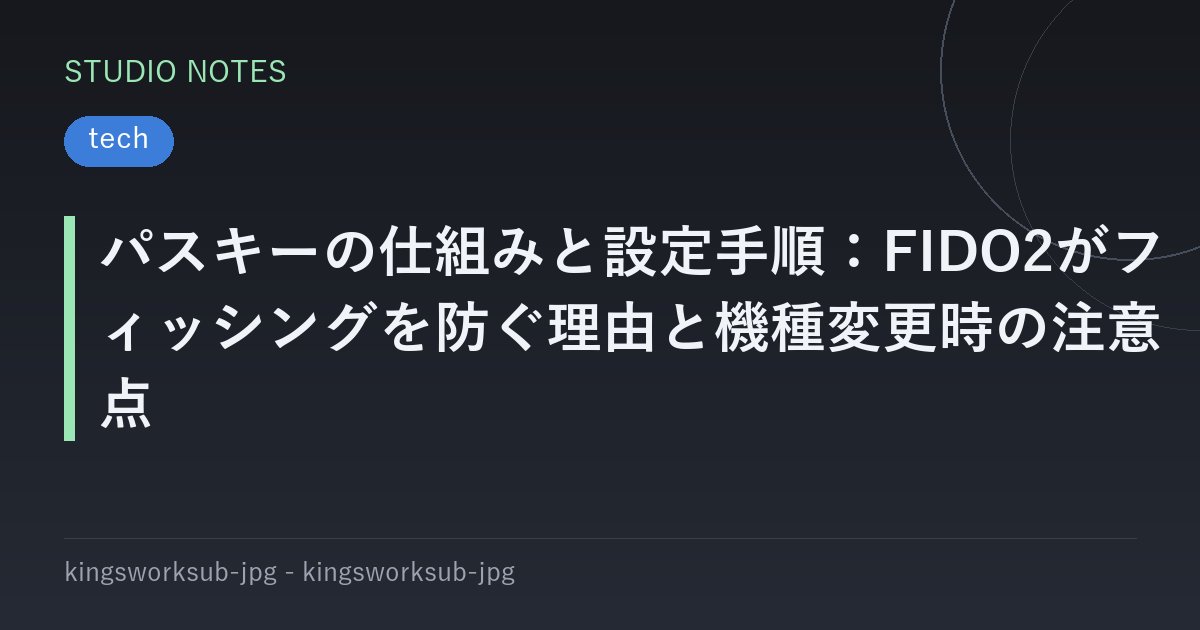 STUDIO NOTES
tech
パスキーの仕組みと設定手順：FIDO2がフ
ィッシングを防ぐ理由と機種変更時の注意
点
kingsworksub-jpg - kingsworksub-jpg